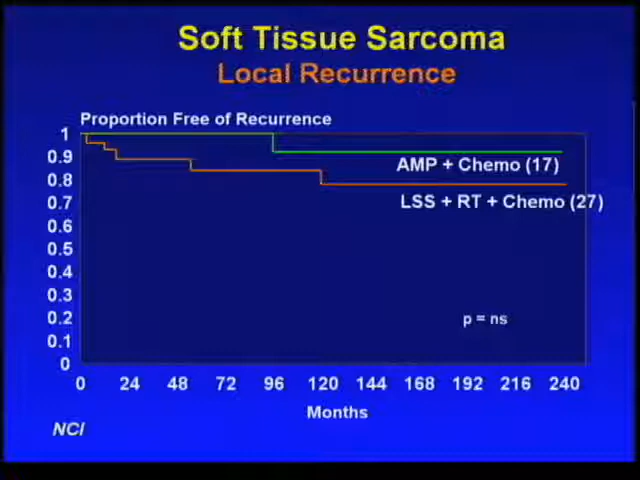 Soft Tissue Sarcoma
Local Recurrence
Proportion Free of Recurrence
1
0.9
0.8
0.7
0.6
0.5
0.4
0.3
0.2
0.1
0
AMP + Chemo (17)
LSS + RT + Chemo (27)
p = ns
0 24 48 72 96 120 144 168 192 216 240
Months
NCI